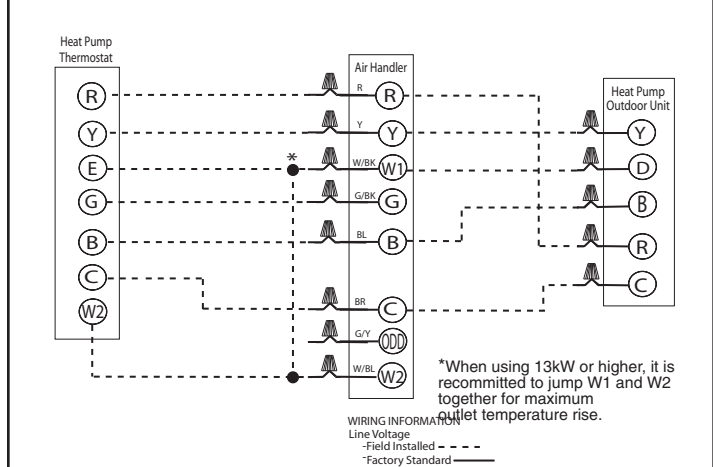 Heat Pump
Thermostat
R
Y
E
G
B
C
W2
*
Air Handler
R
R
Y
Y
W/BK
W1
G/BK
G
BL
B
BR
C
G/Y
ODD
W/BL
W2
Heat Pump
Outdoor Unit
Y
D
B
R
C
*When using 13kW or higher, it is
recommitted to jump W1 and W2
together for maximum
outlet temperature rise.
WIRING INFORMATION
Line Voltage
-Field Installed
-Factory Standard